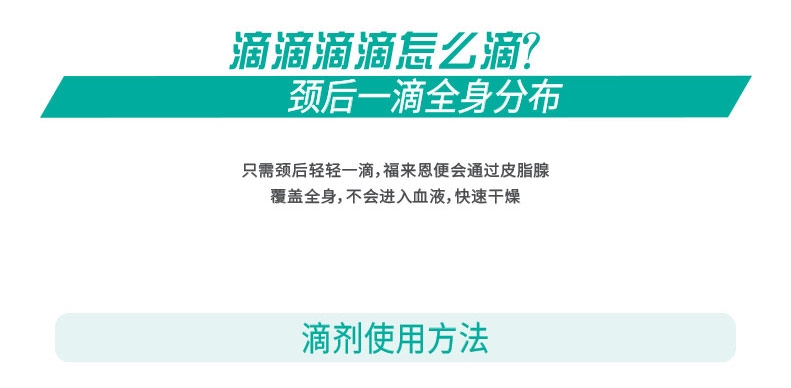 滴滴滴滴怎么滴?
颈后一滴全身分布
只需颈后轻轻一滴,福来恩便会通过皮脂腺
覆盖全身,不会进入血液,快速干燥
滴剂使用方法